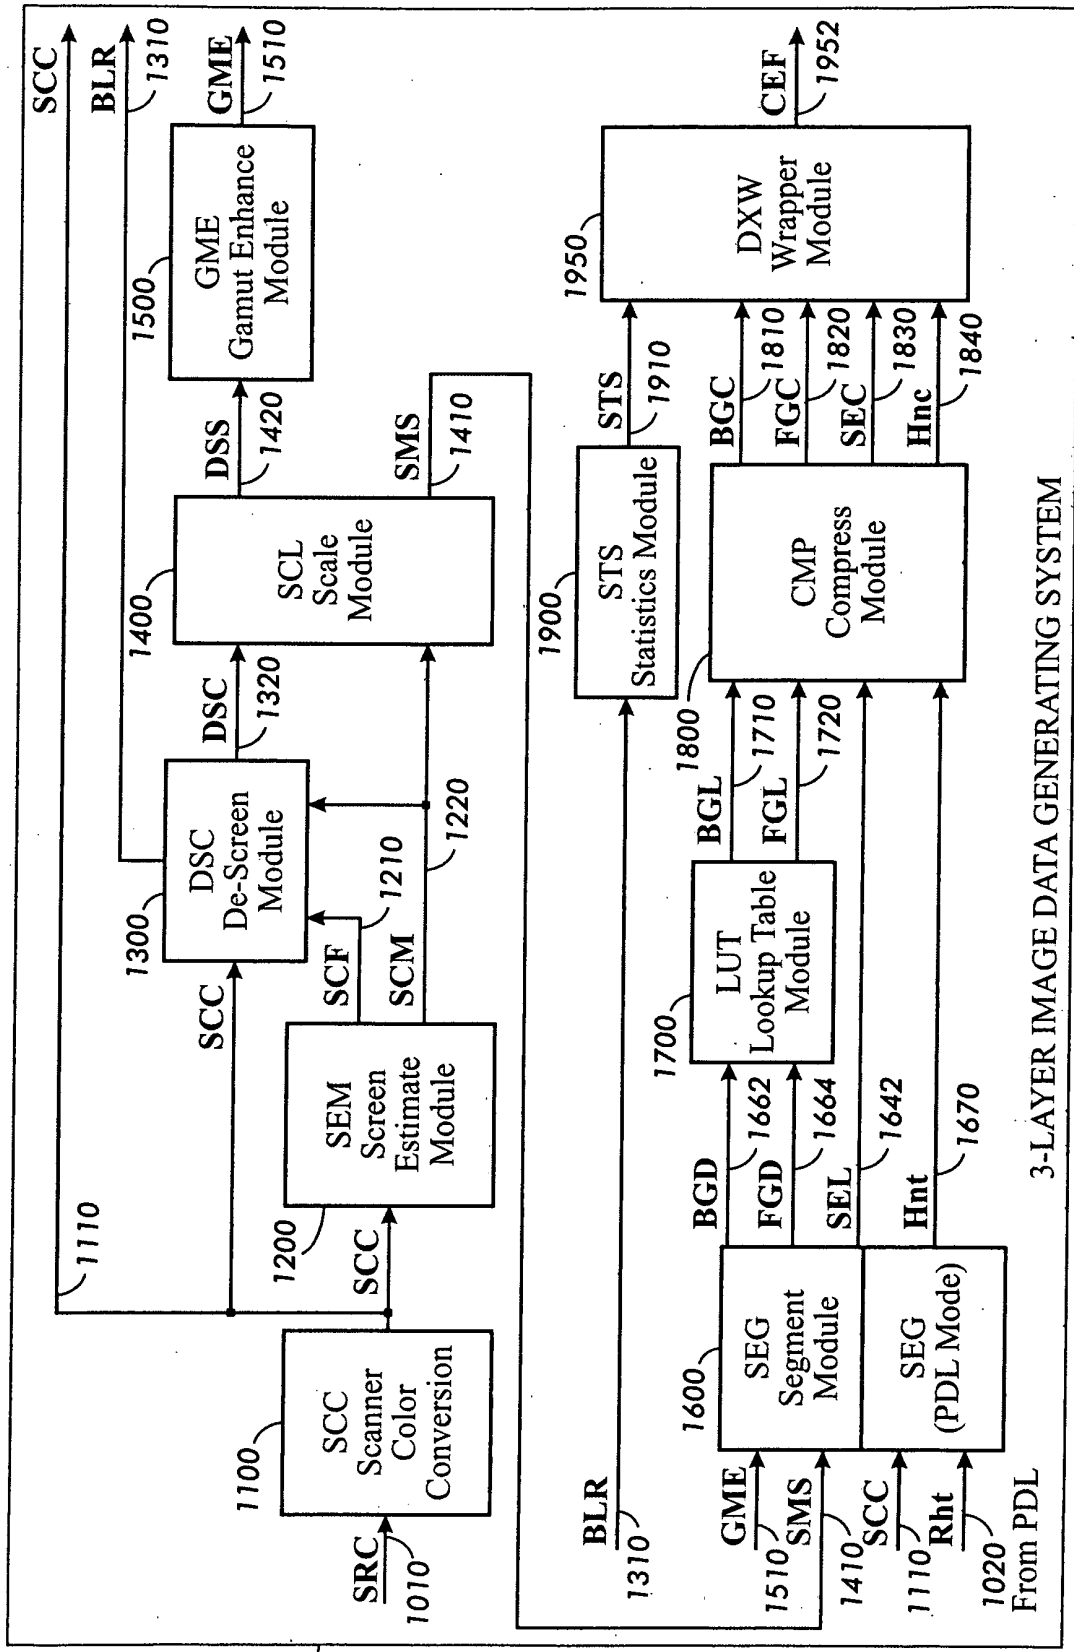 SCC
1110
BLR
1310
SRC
1010
1100
SCC
Scanner
Color
Conversion
SCC
SCC
1200
SEM
Screen
Estimate
Module
SCF
1210
SCM
1220
1300
DSC
De-Screen
Module
DSC
1320
1400
SCL
Scale
Module
DSS
1420
SMS
1410
1500
GME
Gamut Enhance
Module
GME
1510
BLR
1310
1900
STS
Statistics Module
STS
1910
GME
1510
SMS
1410
SCC
1110
Rht
1020
From PDL
1600
SEG
Segment
Module
SEG
(PDL Mode)
BGD
1662
FGD
1664
SEL
1642
Hnt
1670
1700
LUT
Lookup Table
Module
BGL
1710
FGL
1720
1800
CMP
Compress
Module
BGC
1810
FGC
1820
SEC
1830
Hnc
1840
1950
DXW
Wrapper
Module
CEF
1952
3-LAYER IMAGE DATA GENERATING SYSTEM